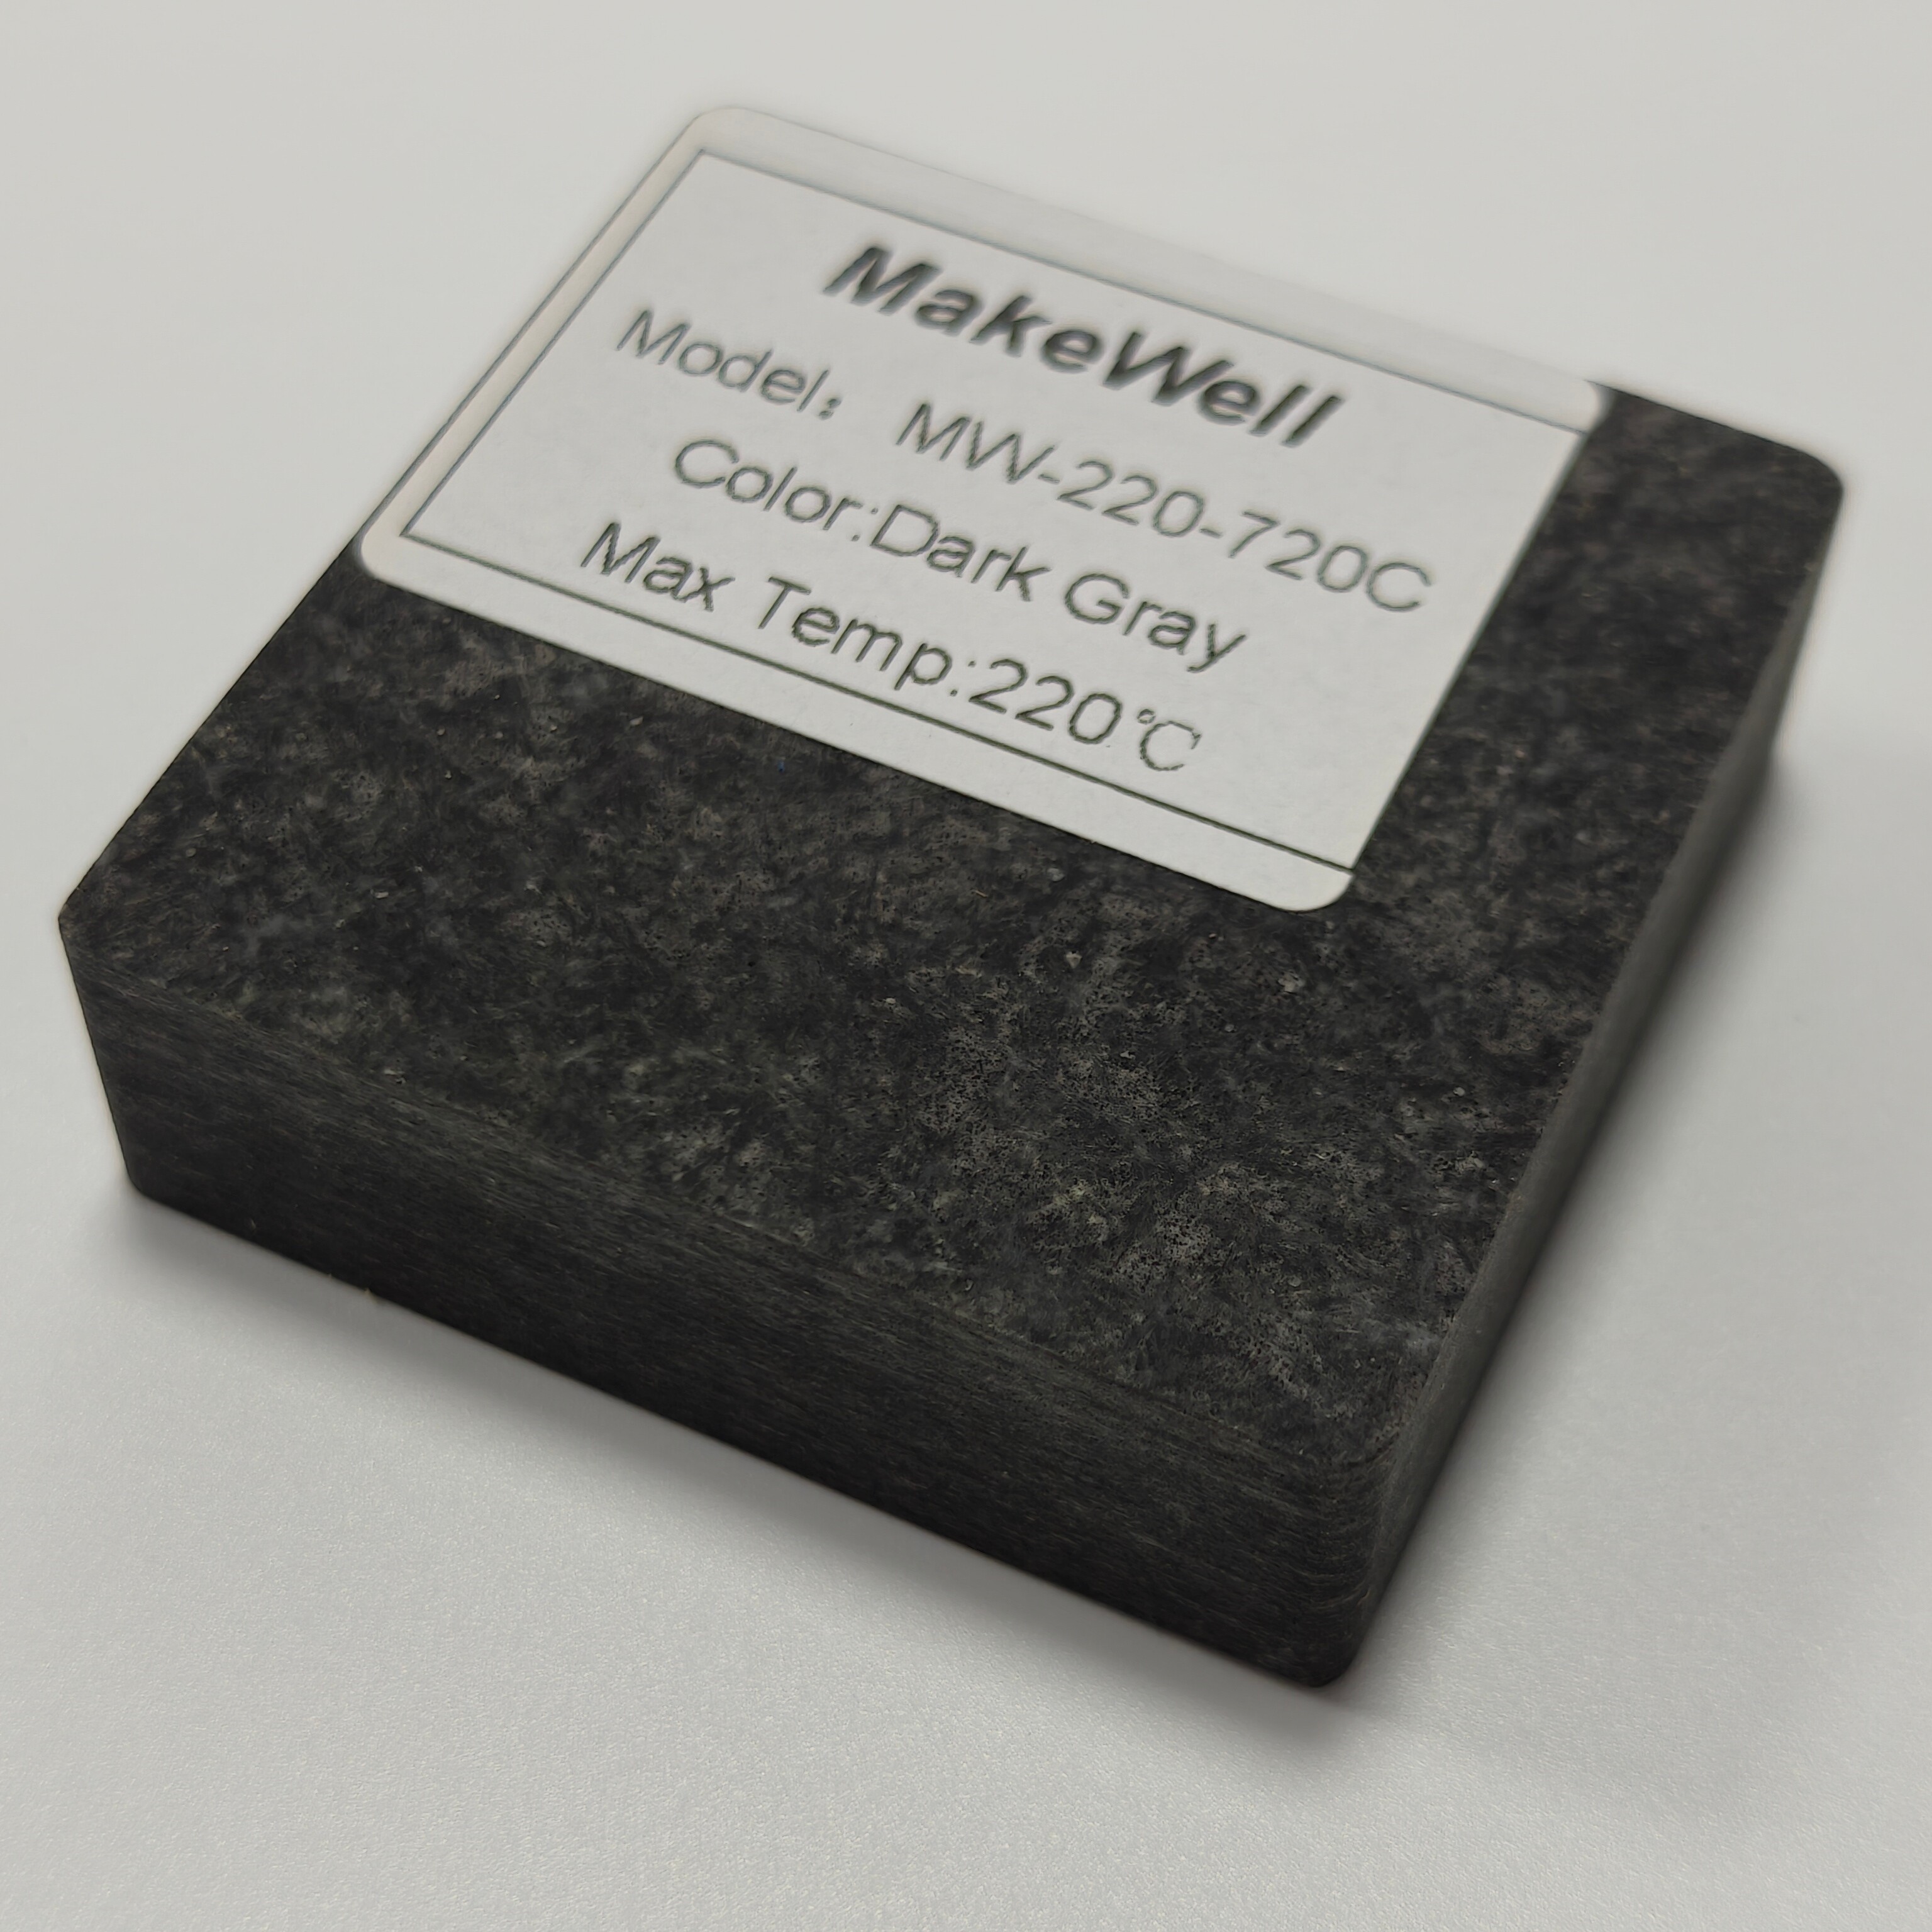 MakeWell
Model： MW-220-720C
Color:Dark Gray
Max Temp:220℃